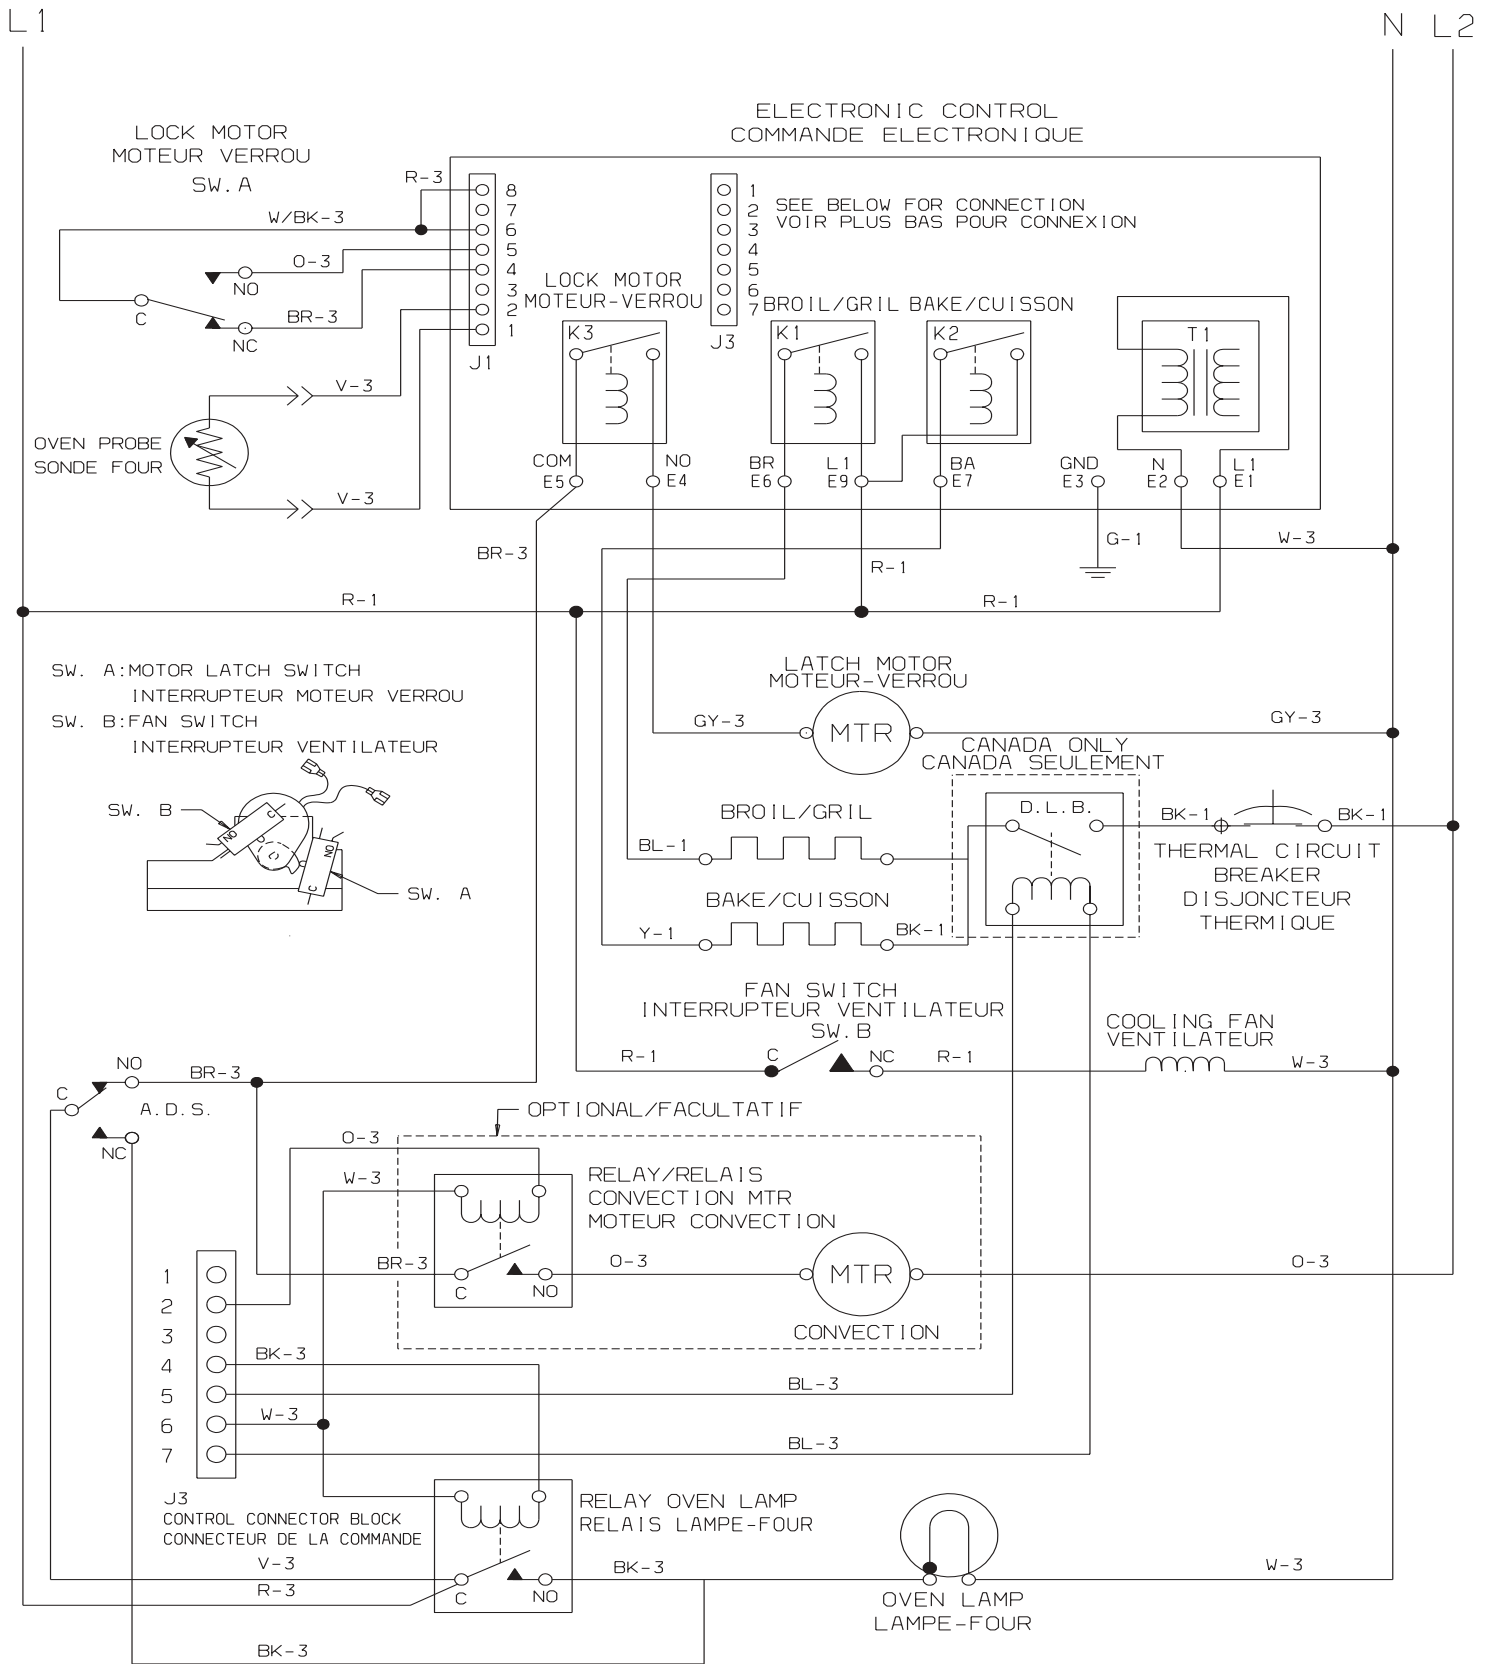 L1
N L2
ELECTRONIC CONTROL
COMMANDE ELECTRONIQUE
LOCK MOTOR
MOTEUR VERROU
SW.A
R-3
W/BK-3
O-3
NO
C
BR-3
NC
8
7
6
5
4
3
2
1
J1
1
2
3
4
5
6
7
J3
SEE BELOW FOR CONNECTION
VOIR PLUS BAS POUR CONNEXION
LOCK MOTOR
MOTEUR-VERROU
BROIL/GRIL BAKE/CUISSON
K3
K1
K2
T1
V-3
OVEN PROBE
SONDE FOUR
V-3
COM
E5
NO
E4
BR
E6
L1
E9
BA
E7
GND
E3
N
E2
L1
E1
BR-3
R-1
G-1
W-3
R-1
R-1
SW. A:MOTOR LATCH SWITCH
INTERRUPTEUR MOTEUR VERROU
SW. B:FAN SWITCH
INTERRUPTEUR VENTILATEUR
SW. B
NO
C
NO
C
SW. A
LATCH MOTOR
MOTEUR-VERROU
GY-3
MTR
GY-3
CANADA ONLY
CANADA SEULEMENT
D.L.B.
BROIL/GRIL
BL-1
BK-1
BK-1
THERMAL CIRCUIT
BREAKER
DISJONCTEUR
THERMIQUE
BAKE/CUISSON
Y-1
BK-1
FAN SWITCH
INTERRUPTEUR VENTILATEUR
SW.B
R-1
C
NC
R-1
COOLING FAN
VENTILATEUR
W-3
NO
BR-3
C
A.D.S.
NC
OPTIONAL/FACULTATIF
O-3
W-3
RELAY/RELAIS
CONVECTION MTR
MOTEUR CONVECTION
BR-3
C
NO
O-3
MTR
O-3
CONVECTION
1
2
3
4
5
6
7
BK-3
BL-3
W-3
BL-3
J3
CONTROL CONNECTOR BLOCK
CONNECTEUR DE LA COMMANDE
RELAY OVEN LAMP
RELAIS LAMPE-FOUR
V-3
R-3
C
NO
BK-3
W-3
OVEN LAMP
LAMPE-FOUR
BK-3